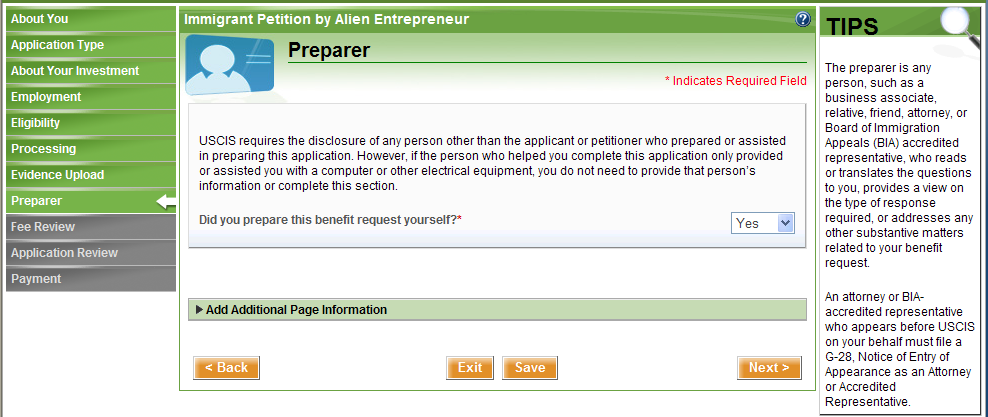 About You
Application Type
About Your Investment
Employment
Eligibility
Processing
Evidence Upload
Preparer
Fee Review
Application Review
Payment
Immigrant Petition by Alien Entrepreneur
?
Preparer
* Indicates Required Field
USCIS requires the disclosure of any person other than the applicant or petitioner who prepared or assisted
in preparing this application. However, if the person who helped you complete this application only provided
or assisted you with a computer or other electrical equipment, you do not need to provide that person's
information or complete this section.
Did you prepare this benefit request yourself?*
Yes
Add Additional Page Information
< Back
Exit
Save
Next >
TIPS
The preparer is any
person, such as a
business associate,
relative, friend, attorney, or
Board of Immigration
Appeals (BIA) accredited
representative, who reads
or translates the questions
to you, provides a view on
the type of response
required, or addresses any
other substantive matters
related to your benefit
request.
An attorney or BIA-
accredited representative
who appears before USCIS
on your behalf must file a
G-28, Notice of Entry of
Appearance as an Attorney
or Accredited
Representative.